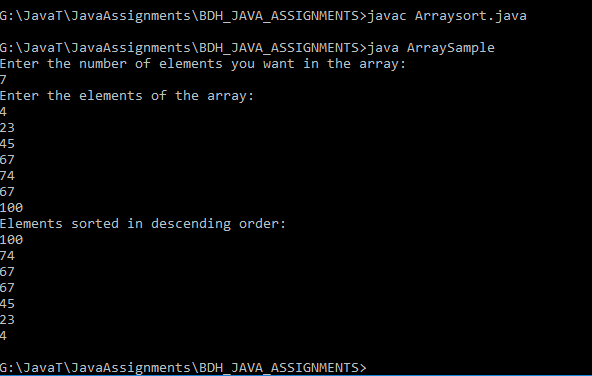 G:\JavaT\JavaAssignments\BDH_JAVA_ASSIGNMENTS>javac Arraysort.java
G:\JavaT\JavaAssignments\BDH_JAVA_ASSIGNMENTS>java ArraySample
Enter the number of elements you want in the array:
7
Enter the elements of the array:
4
23
45
67
74
67
100
Elements sorted in descending order:
100
74
67
67
45
23
4
G:\JavaT\JavaAssignments\BDH_JAVA_ASSIGNMENTS>